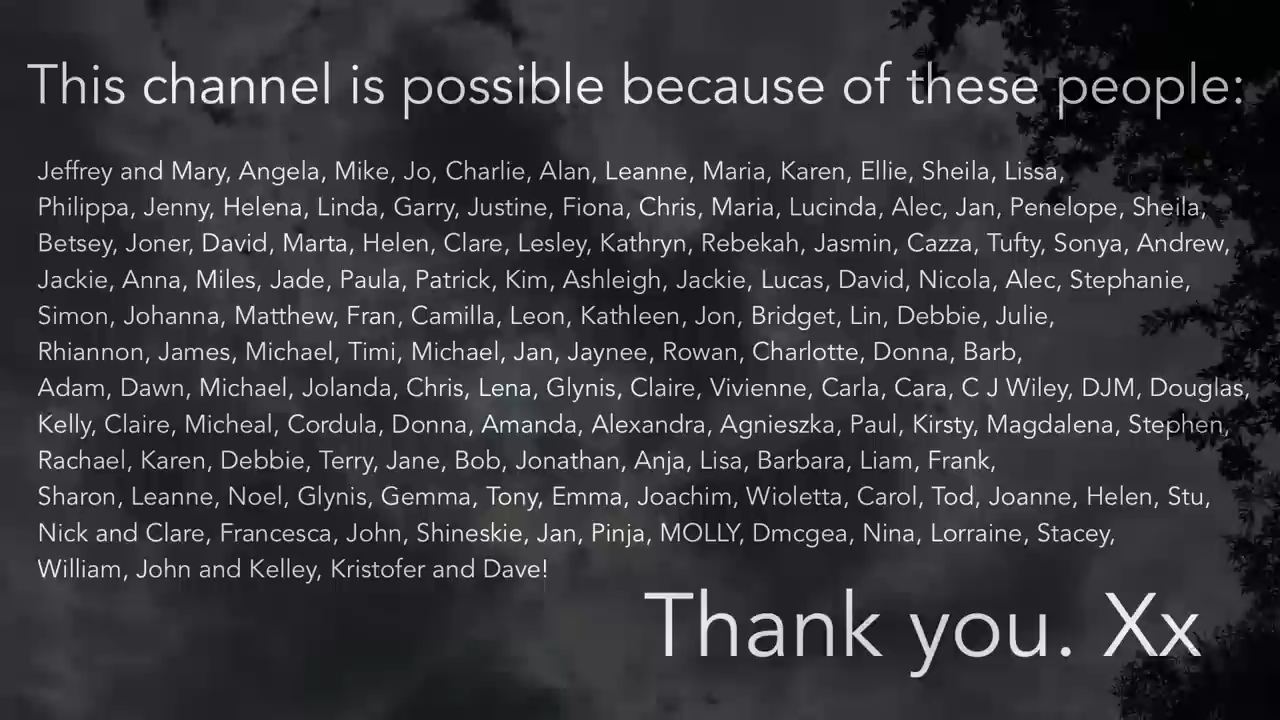 This channel is possible because of these people:
Jeffrey and Mary, Angela, Mike, Jo, Charlie, Alan, Leanne, Maria, Karen, Ellie, Sheila, Lissa,
Philippa, Jenny, Helena, Linda, Garry, Justine, Fiona, Chris, Maria, Lucinda, Alec, Jan, Penelope, Sheila,
Betsey, Joner, David, Marta, Helen, Clare, Lesley, Kathryn, Rebekah, Jasmin, Cazza, Tufty, Sonya, Andrew,
Jackie, Anna, Miles, Jade, Paula, Patrick, Kim, Ashleigh, Jackie, Lucas, David, Nicola, Alec, Stephanie,
Simon, Johanna, Matthew, Fran, Camilla, Leon, Kathleen, Jon, Bridget, Lin, Debbie, Julie,
Rhiannon, James, Michael, Timi, Michael, Jan, Jaynee, Rowan, Charlotte, Donna, Barb,
Adam, Dawn, Michael, Jolanda, Chris, Lena, Glynis, Claire, Vivienne, Carla, Cara, C J Wiley, DJM, Douglas,
Kelly, Claire, Micheal, Cordula, Donna, Amanda, Alexandra, Agnieszka, Paul, Kirsty, Magdalena, Stephen,
Rachael, Karen, Debbie, Terry, Jane, Bob, Jonathan, Anja, Lisa, Barbara, Liam, Frank,
Sharon, Leanne, Noel, Glynis, Gemma, Tony, Emma, Joachim, Wioletta, Carol, Tod, Joanne, Helen, Stu,
Nick and Clare, Francesca, John, Shineskie, Jan, Pinja, MOLLY, Dmcgea, Nina, Lorraine, Stacey,
William, John and Kelley, Kristofer and Dave!
Thank you. Xx